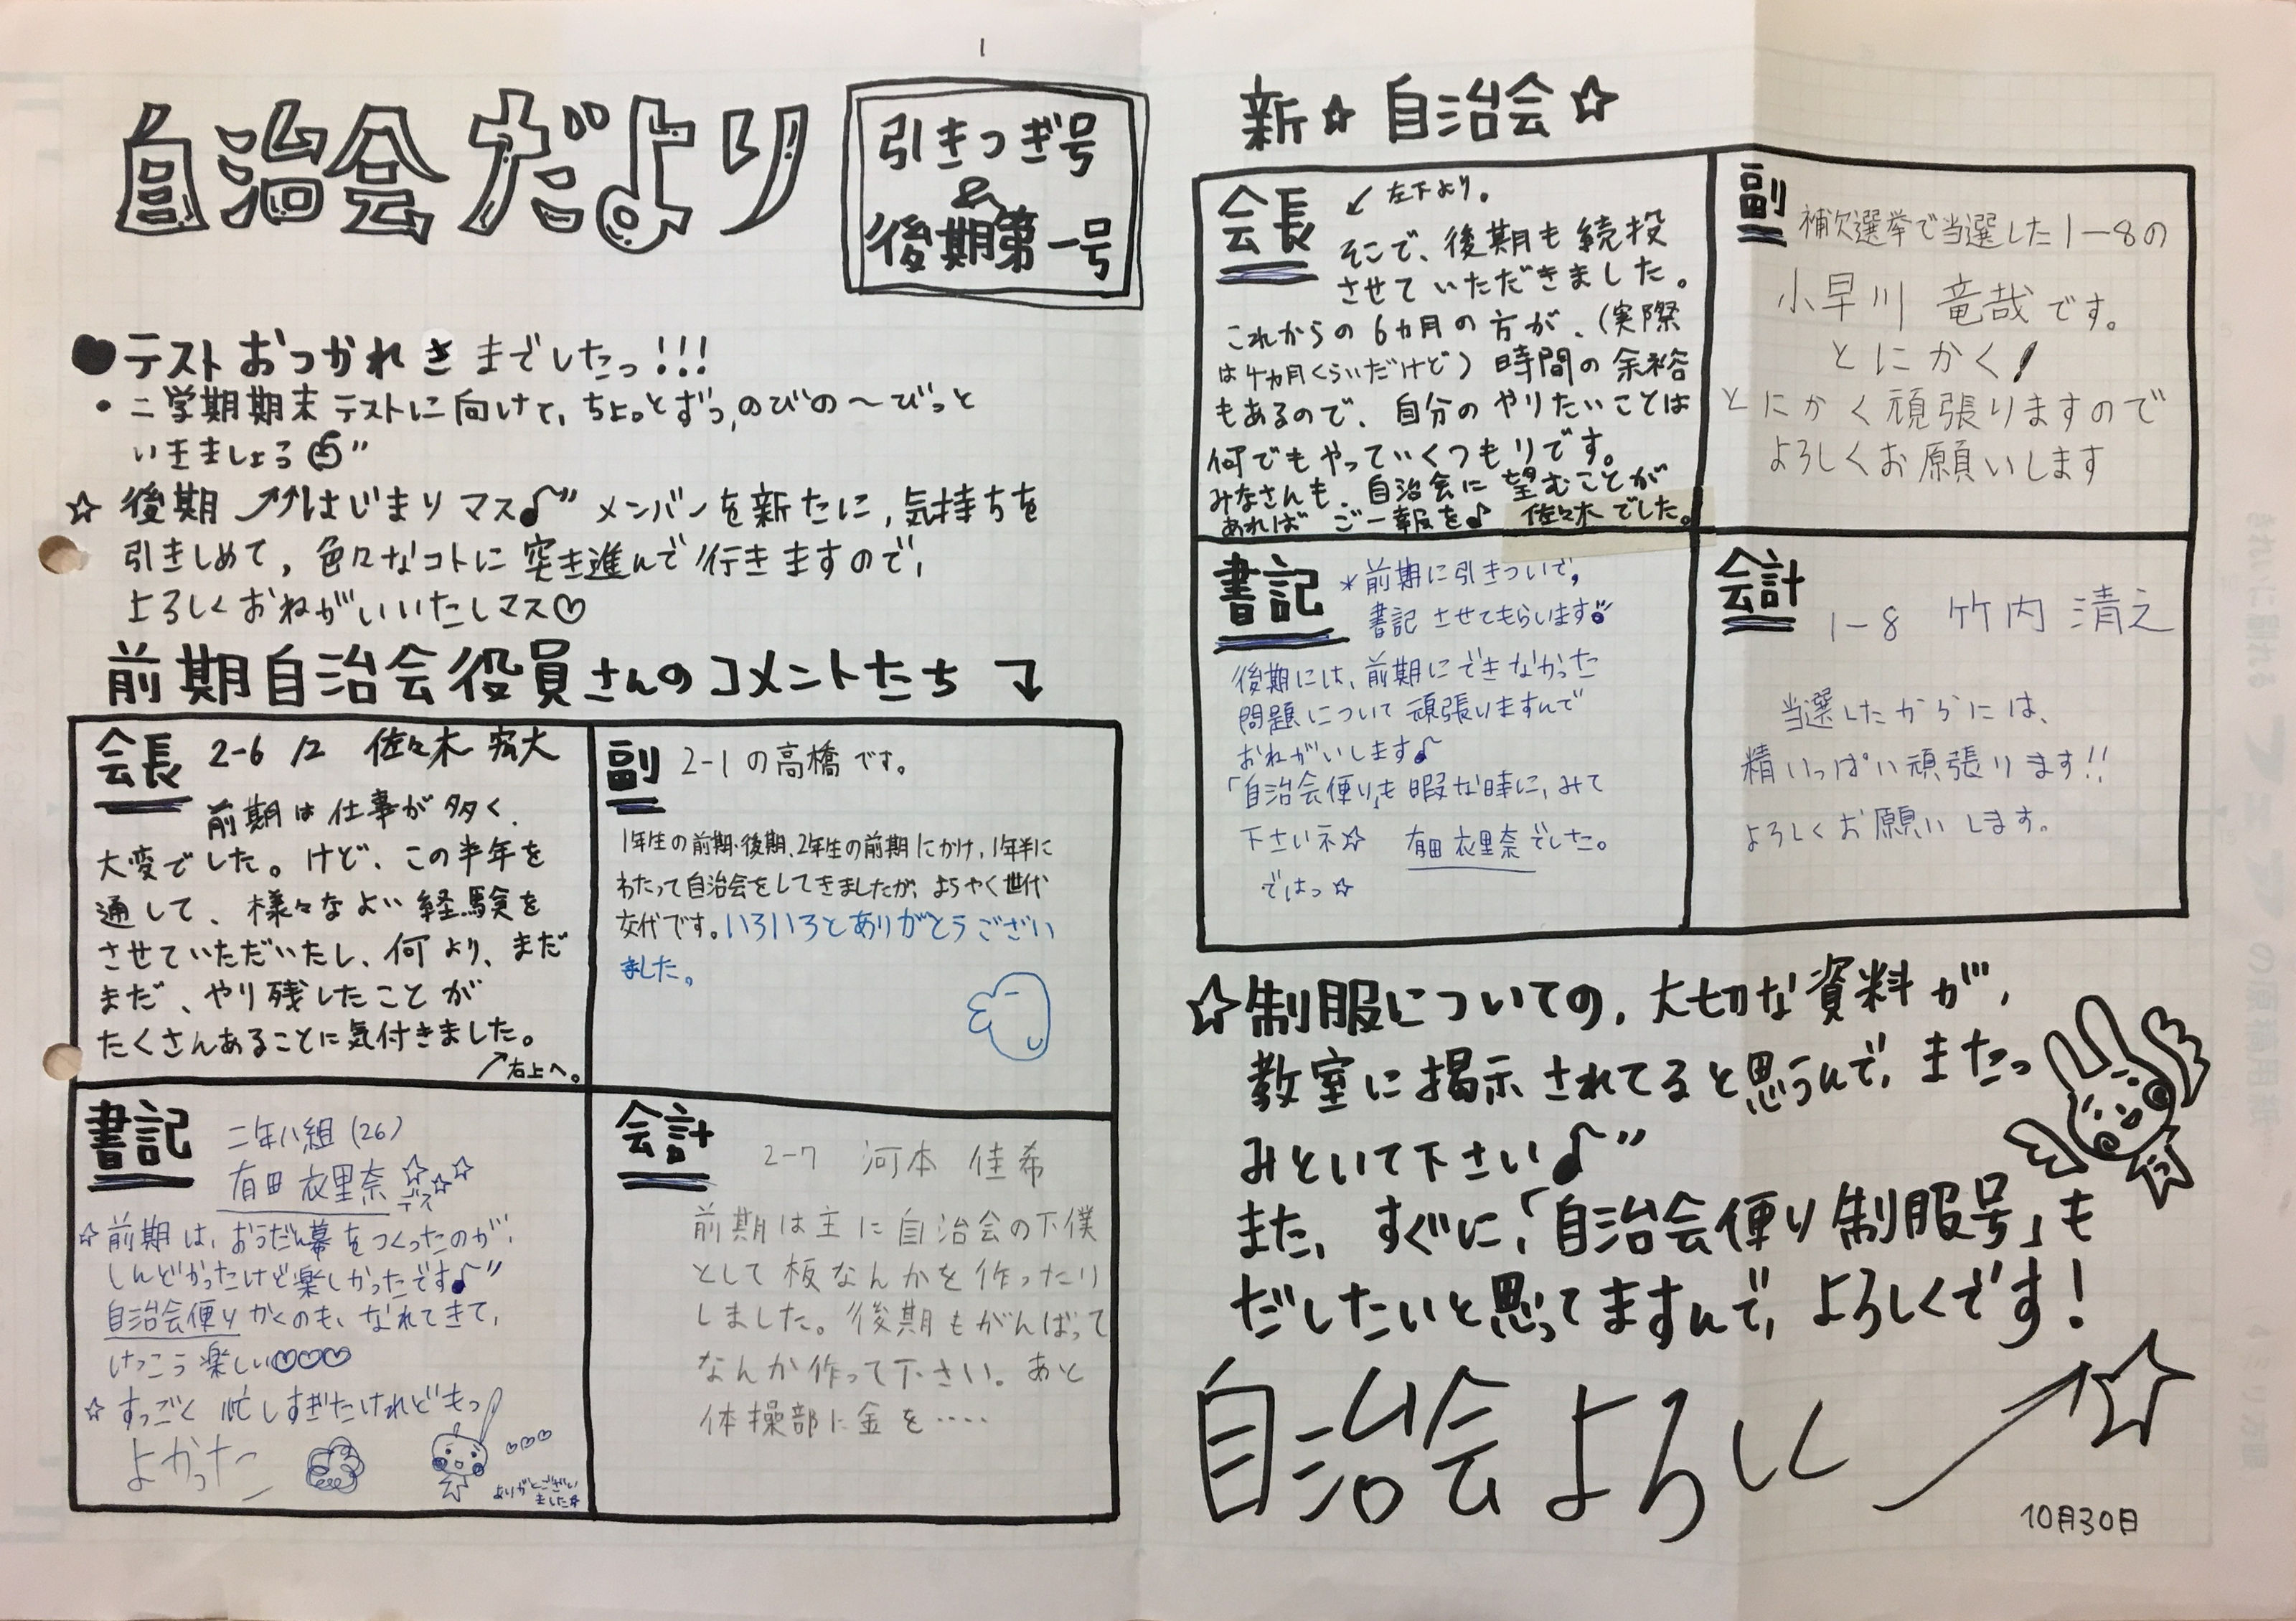 自治会だより
引きつぎ号
&
後期第一号
●テストおつかれさまでしたっ!!!
・二学期期末テストに向けて,ちょっとずつ,のびの〜びっと
いきましょう
☆後期 はじまりマス♪" メンバーを新たに,気持ちを
引きしめて,色々なコトに突き進んで行きますので,
よろしくおねがいいたしマス♡
前期自治会役員さんのコメントたち
会長 2-6 12 佐々木 宏大
前期は仕事が多く、
大変でした。けど、この半年を
通して、様々なよい経験を
させていただいたし、何より、まだ
まだ、やり残したことが
たくさんあることに気付きました。
↗右上へ。
副 2-1の高橋です。
1年生の前期・後期、2年生の前期にかけ、1年半に
わたって自治会をしてきましたが、ようやく世代
交代です。いろいろとありがとうござい
ました。
書記 二年八組(26)
有田 衣里奈☆☆☆
デス
☆前期は、おうだん幕をつくったのが、
しんどかったけど楽しかったです♪"
自治会便りかくのも、なれてきて、
けっこう楽しい♡♡♡
☆すっごく 忙しすぎたけれどもっ
よかったこ
♡♡♡
ありがとうござい
ました☆
会計 2-7 河本 佳希
前期は主に自治会の下僕
として板なんかを作ったり
しました。後期もがんばって
なんか作って下さい。あと
体操部に金を……
新☆自治会☆
会長 ↙左下より。
そこで、後期も続投
させていただきました。
これからの6カ月の方が、(実際
は4カ月くらいだけど)時間の余裕
もあるので、自分のやりたいことは
何でもやっていくつもりです。
みなさんも、自治会に望むことが
あれば ご一報を♪ 佐々木でした。
副 補欠選挙で当選した1-8の
小早川 竜哉です。
とにかく!
とにかく頑張りますので
よろしくお願いします
書記 *前期に引きついで,
書記させてもらいます
後期には、前期にできなかった
問題について頑張りますんで
おねがいします♪
「自治会便り」も暇な時に,みて
下さいネ☆ 有田 衣里奈でした。
ではっ☆
会計 1-8 竹内 清之
当選したからには、
精いっぱい頑張ります!!
よろしくお願いします。
☆制服についての,大切な資料が,
教室に掲示されてると思うんで,またっ
みといて下さい♪"
また,すぐに,「自治会便り制服号」も
だしたいと思ってますんで,よろしくです!
自治会よろしく
10月30日